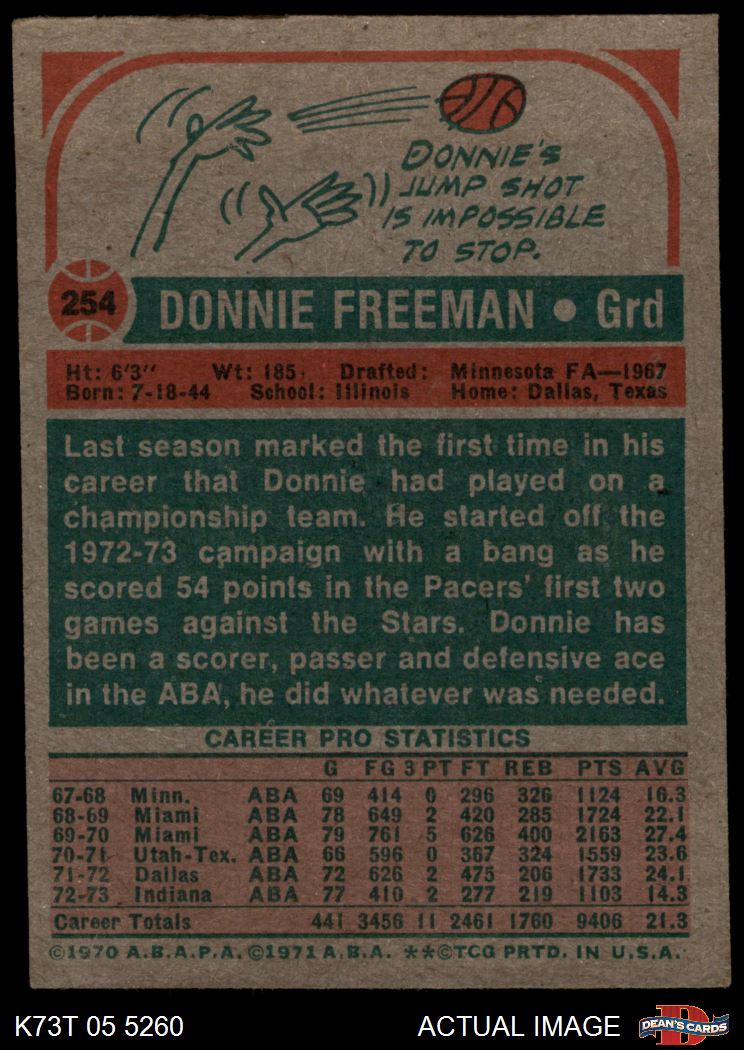 DONNIE'S
JUMP SHOT
IS IMPOSSIBLE
TO STOP.
254 DONNIE FREEMAN • Grd
Ht: 6'3" Wt: 185 Drafted: Minnesota FA—1967
Born: 7-18-44 School: Illinois Home: Dallas, Texas
Last season marked the first time in his
career that Donnie had played on a
championship team. He started off the
1972-73 campaign with a bang as he
scored 54 points in the Pacers' first two
games against the Stars. Donnie has
been a scorer, passer and defensive ace
in the ABA, he did whatever was needed.
CAREER PRO STATISTICS
G FG 3PT FT REB PTS AVG
67-68 Minn. ABA 69 414 0 296 326 1124 16.3
68-69 Miami ABA 78 649 2 420 285 1724 22.1
69-70 Miami ABA 79 761 5 626 400 2163 27.4
70-71 Utah-Tex. ABA 66 596 0 367 324 1559 23.6
71-72 Dallas ABA 72 626 2 475 206 1733 24.1
72-73 Indiana ABA 77 410 2 277 219 1103 14.3
Career Totals 441 3456 11 2461 1760 9406 21.3
©1970 A.B.A.P.A. ©1971 A.B.A. **©TCG PRTD. IN U.S.A.
K73T 05 5260 ACTUAL IMAGE D DEAN'S CARDS